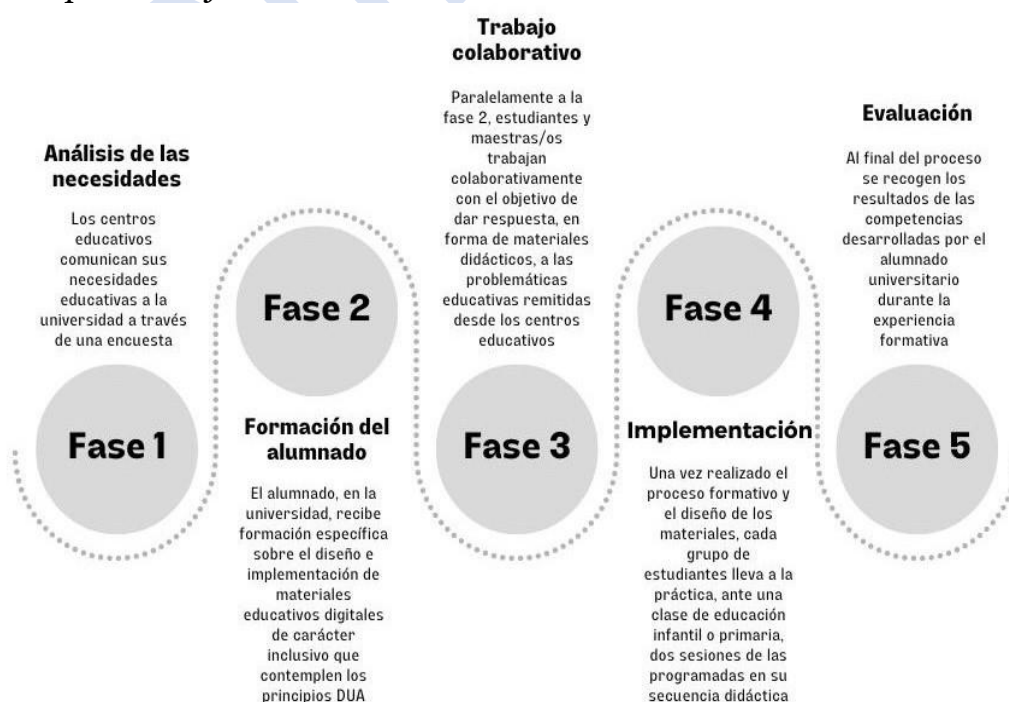 Análisis de las
necesidades
Los centros
educativos
comunican sus
necesidades
educativas a la
universidad a través
de una encuesta
Fase 1
Fase 2
Formación del
alumnado
El alumnado, en la
universidad, recibe
formación específica
sobre el diseño e
implementación de
materiales
educativos digitales
de carácter
inclusivo que
contemplen los
principios DUA
Trabajo
colaborativo
Paralelamente a la
fase 2, estudiantes y
maestras/os
trabajan
colaborativamente
con el objetivo de
dar respuesta, en
forma de materiales
didácticos, a las
problemáticas
educativas remitidas
desde los centros
educativos
Fase 3
Fase 4
Implementación
Una vez realizado el
proceso formativo y
el diseño de los
materiales, cada
grupo de
estudiantes lleva a la
práctica, ante una
clase de educación
infantil o primaria,
dos sesiones de las
programadas en su
secuencia didáctica
Evaluación
Al final del proceso
se recogen los
resultados de las
competencias
desarrolladas por el
alumnado
universitario
durante la
experiencia
formativa
Fase 5